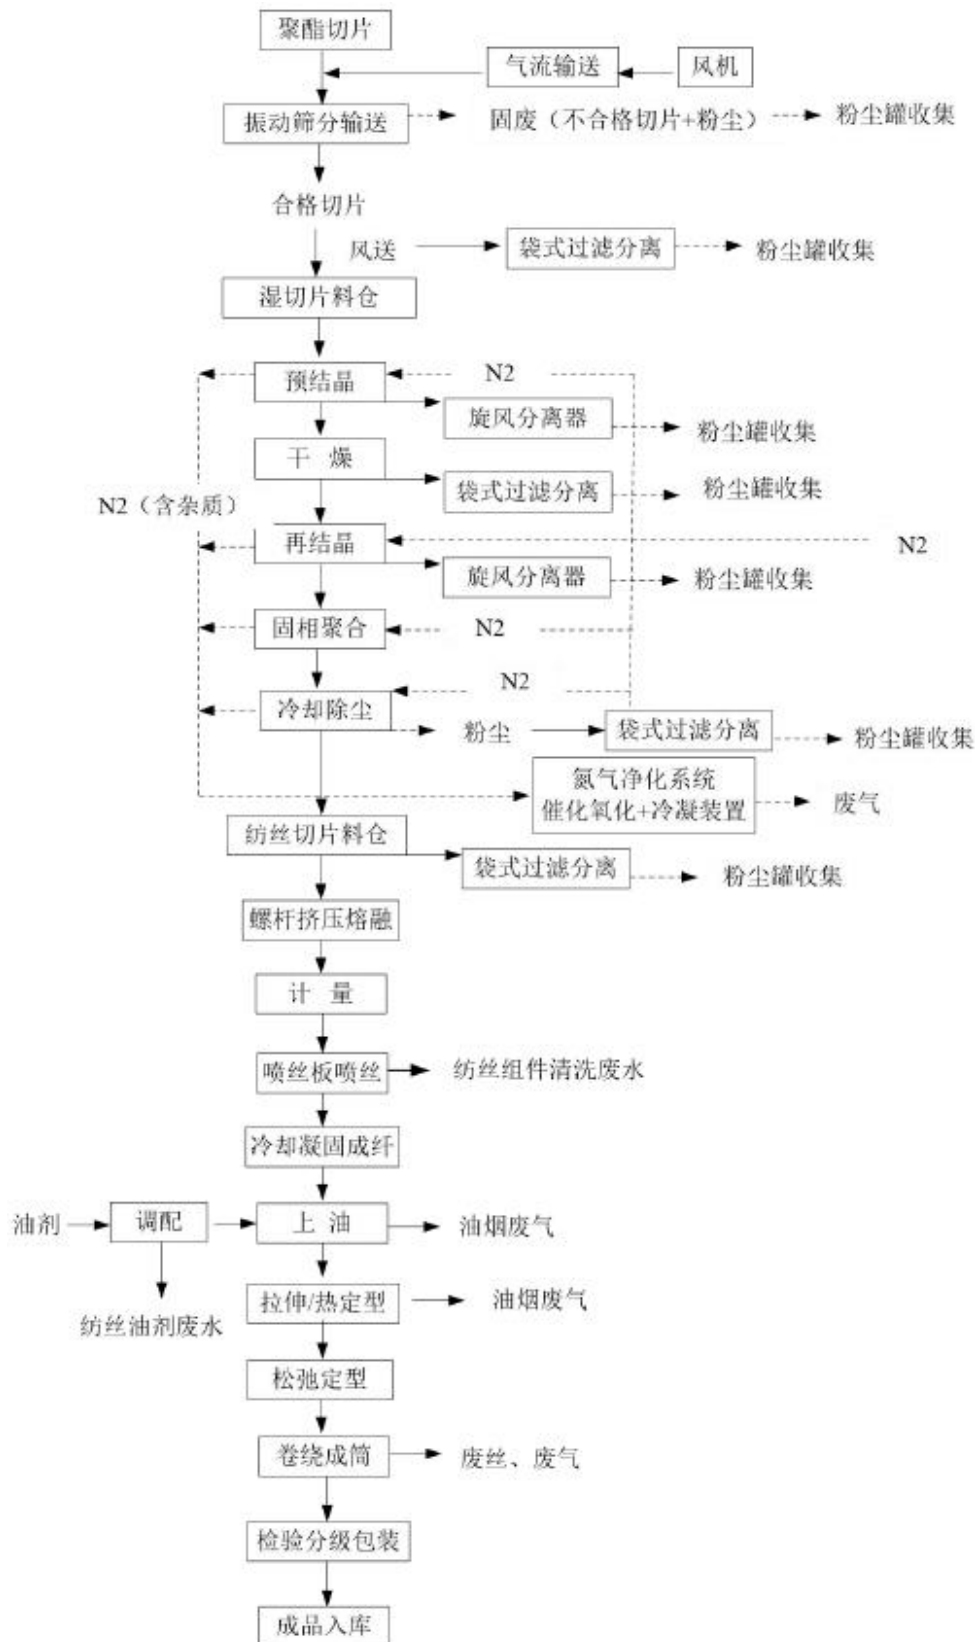 聚酯切片
气流输送
风机
振动筛分输送
固废（不合格切片+粉尘）
粉尘罐收集
合格切片
风送
袋式过滤分离
粉尘罐收集
湿切片料仓
预结晶
N2
旋风分离器
粉尘罐收集
干 燥
袋式过滤分离
粉尘罐收集
N2（含杂质）
再结晶
N2
旋风分离器
粉尘罐收集
固相聚合
N2
N2
冷却除尘
粉尘
袋式过滤分离
粉尘罐收集
氮气净化系统
催化氧化+冷凝装置
废气
纺丝切片料仓
袋式过滤分离
粉尘罐收集
螺杆挤压熔融
计 量
喷丝板喷丝
纺丝组件清洗废水
冷却凝固成纤
油剂
调配
上 油
油烟废气
纺丝油剂废水
拉伸/热定型
油烟废气
松弛定型
卷绕成筒
废丝、废气
检验分级包装
成品入库